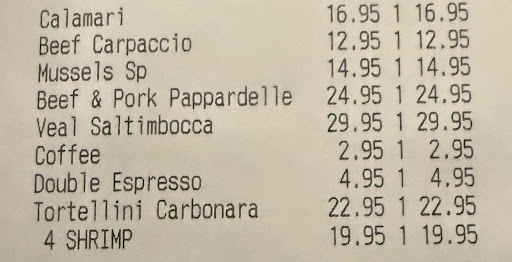 Calamari 16.95 1 16.95
Beef Carpaccio 12.95 1 12.95
Mussels Sp 14.95 1 14.95
Beef & Pork Pappardelle 24.95 1 24.95
Veal Saltimbocca 29.95 1 29.95
Coffee 2.95 1 2.95
Double Espresso 4.95 1 4.95
Tortellini Carbonara 22.95 1 22.95
4 SHRIMP 19.95 1 19.95